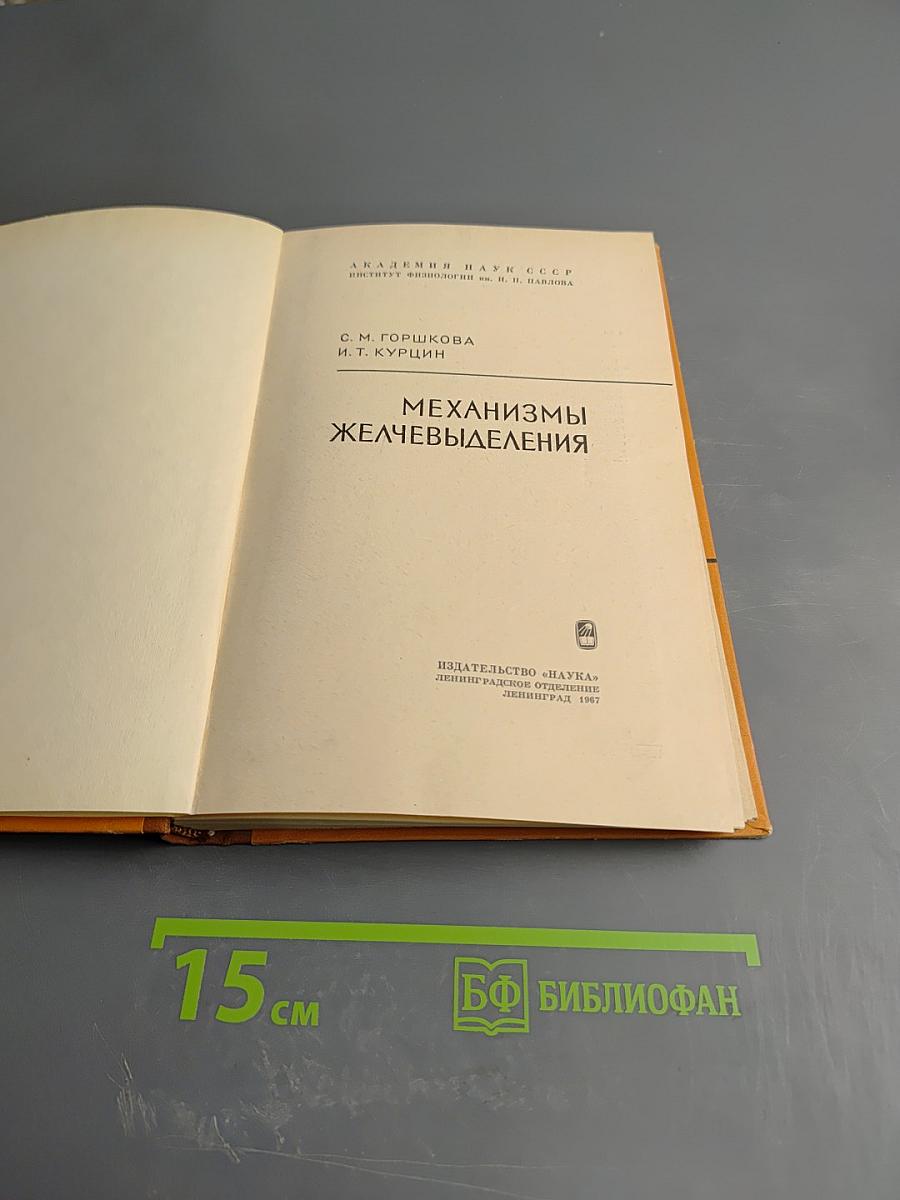 АКАДЕМИЯ НАУК СССР
ИНСТИТУТ ФИЗИОЛОГИИ им. И. П. ПАВЛОВА
С. М. ГОРШКОВА
И. Т. КУРЦИН
МЕХАНИЗМЫ
ЖЕЛЧЕВЫДЕЛЕНИЯ
ИЗДАТЕЛЬСТВО «НАУКА»
ЛЕНИНГРАДСКОЕ ОТДЕЛЕНИЕ
ЛЕНИНГРАД 1967
15 см
БФ БИБЛИОФАН